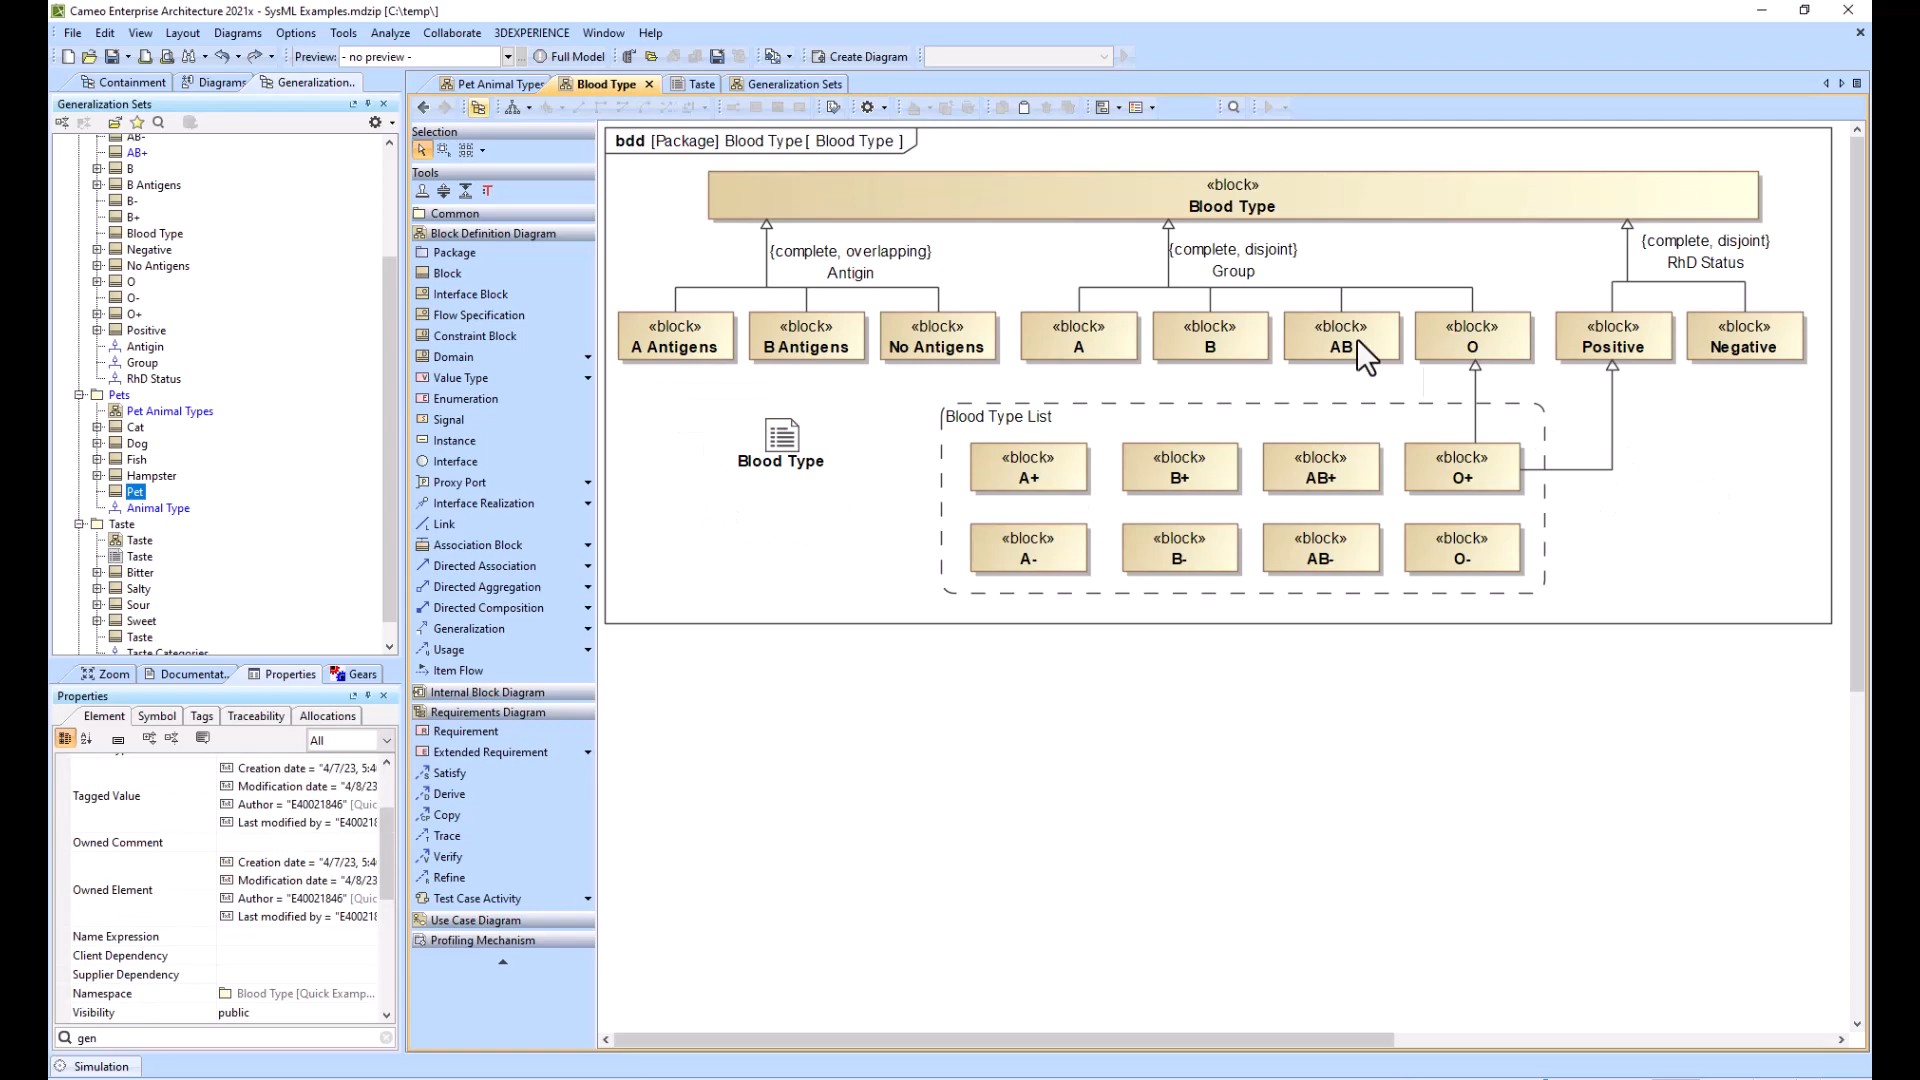 Cameo Enterprise Architecture 2021x - SysML Examples.mdzip [C:\temp\]
File Edit View Layout Diagrams Options Tools Analyze Collaborate 3DEXPERIENCE Window Help
Preview: - no preview - Full Model Create Diagram
Containment Diagrams Generalization..
Pet Animal Types Blood Type Taste Generalization Sets
Generalization Sets
AB-
AB+
B
B Antigens
B-
B+
Blood Type
Negative
No Antigens
O
O-
O+
Positive
Antigin
Group
RhD Status
Pets
Pet Animal Types
Cat
Dog
Fish
Hampster
Pet
Animal Type
Taste
Taste
Taste
Bitter
Salty
Sour
Sweet
Taste
Taste Categories
Zoom Documentat.. Properties Gears
Properties
Element Symbol Tags Traceability Allocations
All
Tagged Value
Creation date = "4/7/23, 5:4
Modification date = "4/8/23
Author = "E40021846" [Quic
Last modified by = "E400218
Owned Comment
Owned Element
Creation date = "4/7/23, 5:4
Modification date = "4/8/23
Author = "E40021846" [Quic
Last modified by = "E400218
Name Expression
Client Dependency
Supplier Dependency
Namespace Blood Type [Quick Examp...
Visibility public
gen
Simulation
Selection
Tools
Common
Block Definition Diagram
Package
Block
Interface Block
Flow Specification
Constraint Block
Domain
Value Type
Enumeration
Signal
Instance
Interface
Proxy Port
Interface Realization
Link
Association Block
Directed Association
Directed Aggregation
Directed Composition
Generalization
Usage
Item Flow
Internal Block Diagram
Requirements Diagram
Requirement
Extended Requirement
Satisfy
Derive
Copy
Trace
Verify
Refine
Test Case Activity
Use Case Diagram
Profiling Mechanism
bdd [Package] Blood Type [ Blood Type ]
«block»
Blood Type
{complete, overlapping}
Antigin
{complete, disjoint}
Group
{complete, disjoint}
RhD Status
«block» «block» «block» «block» «block» «block» «block» «block» «block»
A Antigens B Antigens No Antigens A B AB O Positive Negative
Blood Type
Blood Type List
«block» «block» «block» «block»
A+ B+ AB+ O+
«block» «block» «block» «block»
A- B- AB- O-